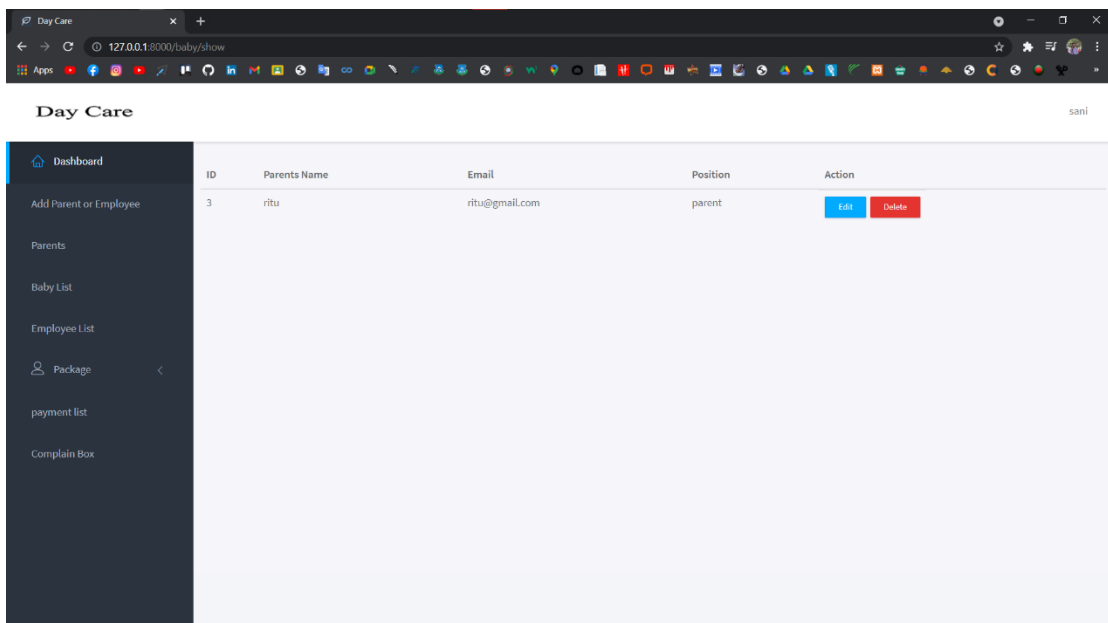 Day Care
127.0.0.1:8000/baby/show
Apps
Day Care
sani
Dashboard
Add Parent or Employee
Parents
Baby List
Employee List
Package
payment list
Complain Box
ID Parents Name Email Position Action
3 ritu ritu@gmail.com parent Edit Delete